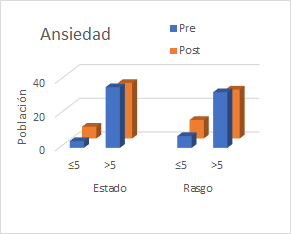 Ansiedad
Pre
Post
Población
40
20
0
≤5 >5 ≤5 >5
Estado Rasgo